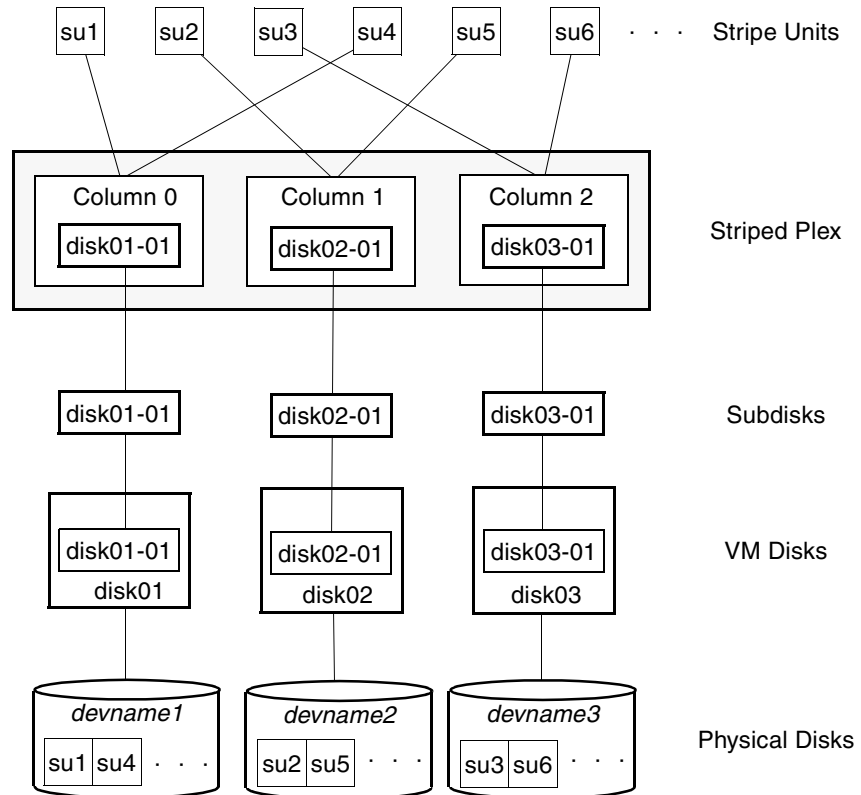 su1 su2 su3 su4 su5 su6 . . . Stripe Units
Column 0 Column 1 Column 2
disk01-01 disk02-01 disk03-01 Striped Plex
disk01-01 disk02-01 disk03-01 Subdisks
disk01-01 disk02-01 disk03-01 VM Disks
disk01 disk02 disk03
devname1 devname2 devname3
su1 su4 . . . su2 su5 . . . su3 su6 . . . Physical Disks